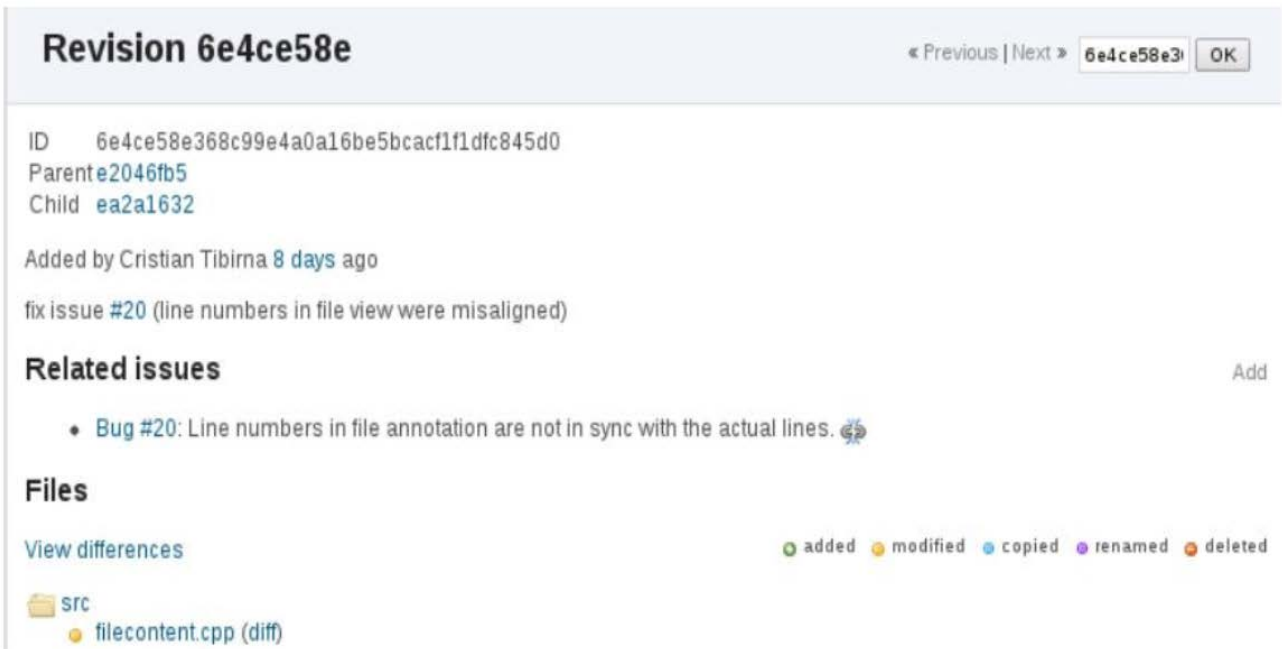 Revision 6e4ce58e
« Previous | Next » 6e4ce58e3 OK
ID 6e4ce58e368c99e4a0a16be5bcacf1f1dfc845d0
Parent e2046fb5
Child ea2a1632
Added by Cristian Tibirna 8 days ago
fix issue #20 (line numbers in file view were misaligned)
Related issues
Add
• Bug #20: Line numbers in file annotation are not in sync with the actual lines.
Files
View differences
added modified copied renamed deleted
src
filecontent.cpp (diff)